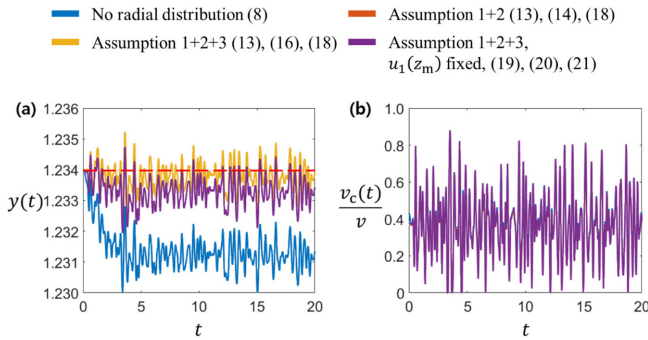 No radial distribution (8)
Assumption 1+2 (13), (14), (18)
Assumption 1+2+3 (13), (16), (18)
Assumption 1+2+3,
u₁(zₘ) fixed, (19), (20), (21)
(a)
1.236
1.235
1.234
y(t)
1.233
1.232
1.231
1.230
0 5 10 15 20
t
(b)
1.0
0.8
0.6
v_c(t)
v
0.4
0.2
0
0 5 10 15 20
t